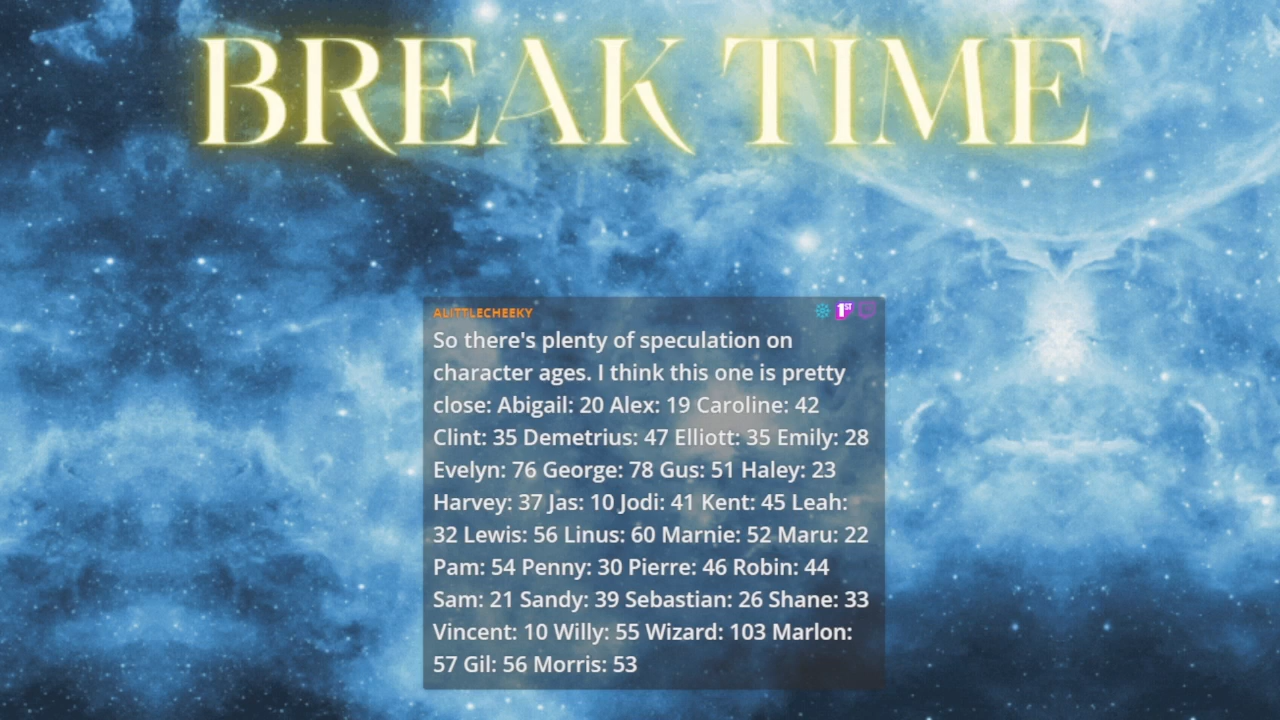 BREAK TIME
ALITTLECHEEKY
1ST
So there's plenty of speculation on
character ages. I think this one is pretty
close: Abigail: 20 Alex: 19 Caroline: 42
Clint: 35 Demetrius: 47 Elliott: 35 Emily: 28
Evelyn: 76 George: 78 Gus: 51 Haley: 23
Harvey: 37 Jas: 10 Jodi: 41 Kent: 45 Leah:
32 Lewis: 56 Linus: 60 Marnie: 52 Maru: 22
Pam: 54 Penny: 30 Pierre: 46 Robin: 44
Sam: 21 Sandy: 39 Sebastian: 26 Shane: 33
Vincent: 10 Willy: 55 Wizard: 103 Marlon:
57 Gil: 56 Morris: 53